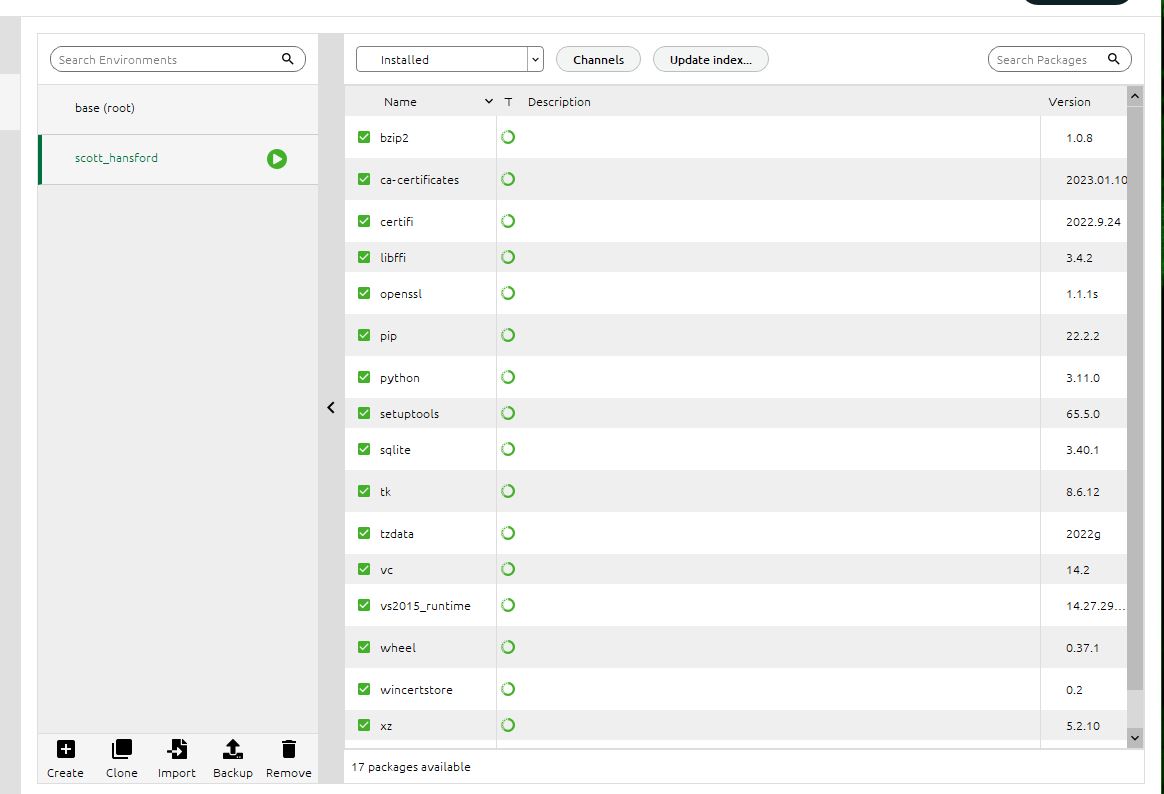 Search Environments
Installed
Channels
Update index...
Search Packages
base (root)
scott_hansford
Name T Description Version
bzip2 1.0.8
ca-certificates 2023.01.10
certifi 2022.9.24
libffi 3.4.2
openssl 1.1.1s
pip 22.2.2
python 3.11.0
setuptools 65.5.0
sqlite 3.40.1
tk 8.6.12
tzdata 2022g
vc 14.2
vs2015_runtime 14.27.29...
wheel 0.37.1
wincertstore 0.2
xz 5.2.10
Create Clone Import Backup Remove
17 packages available